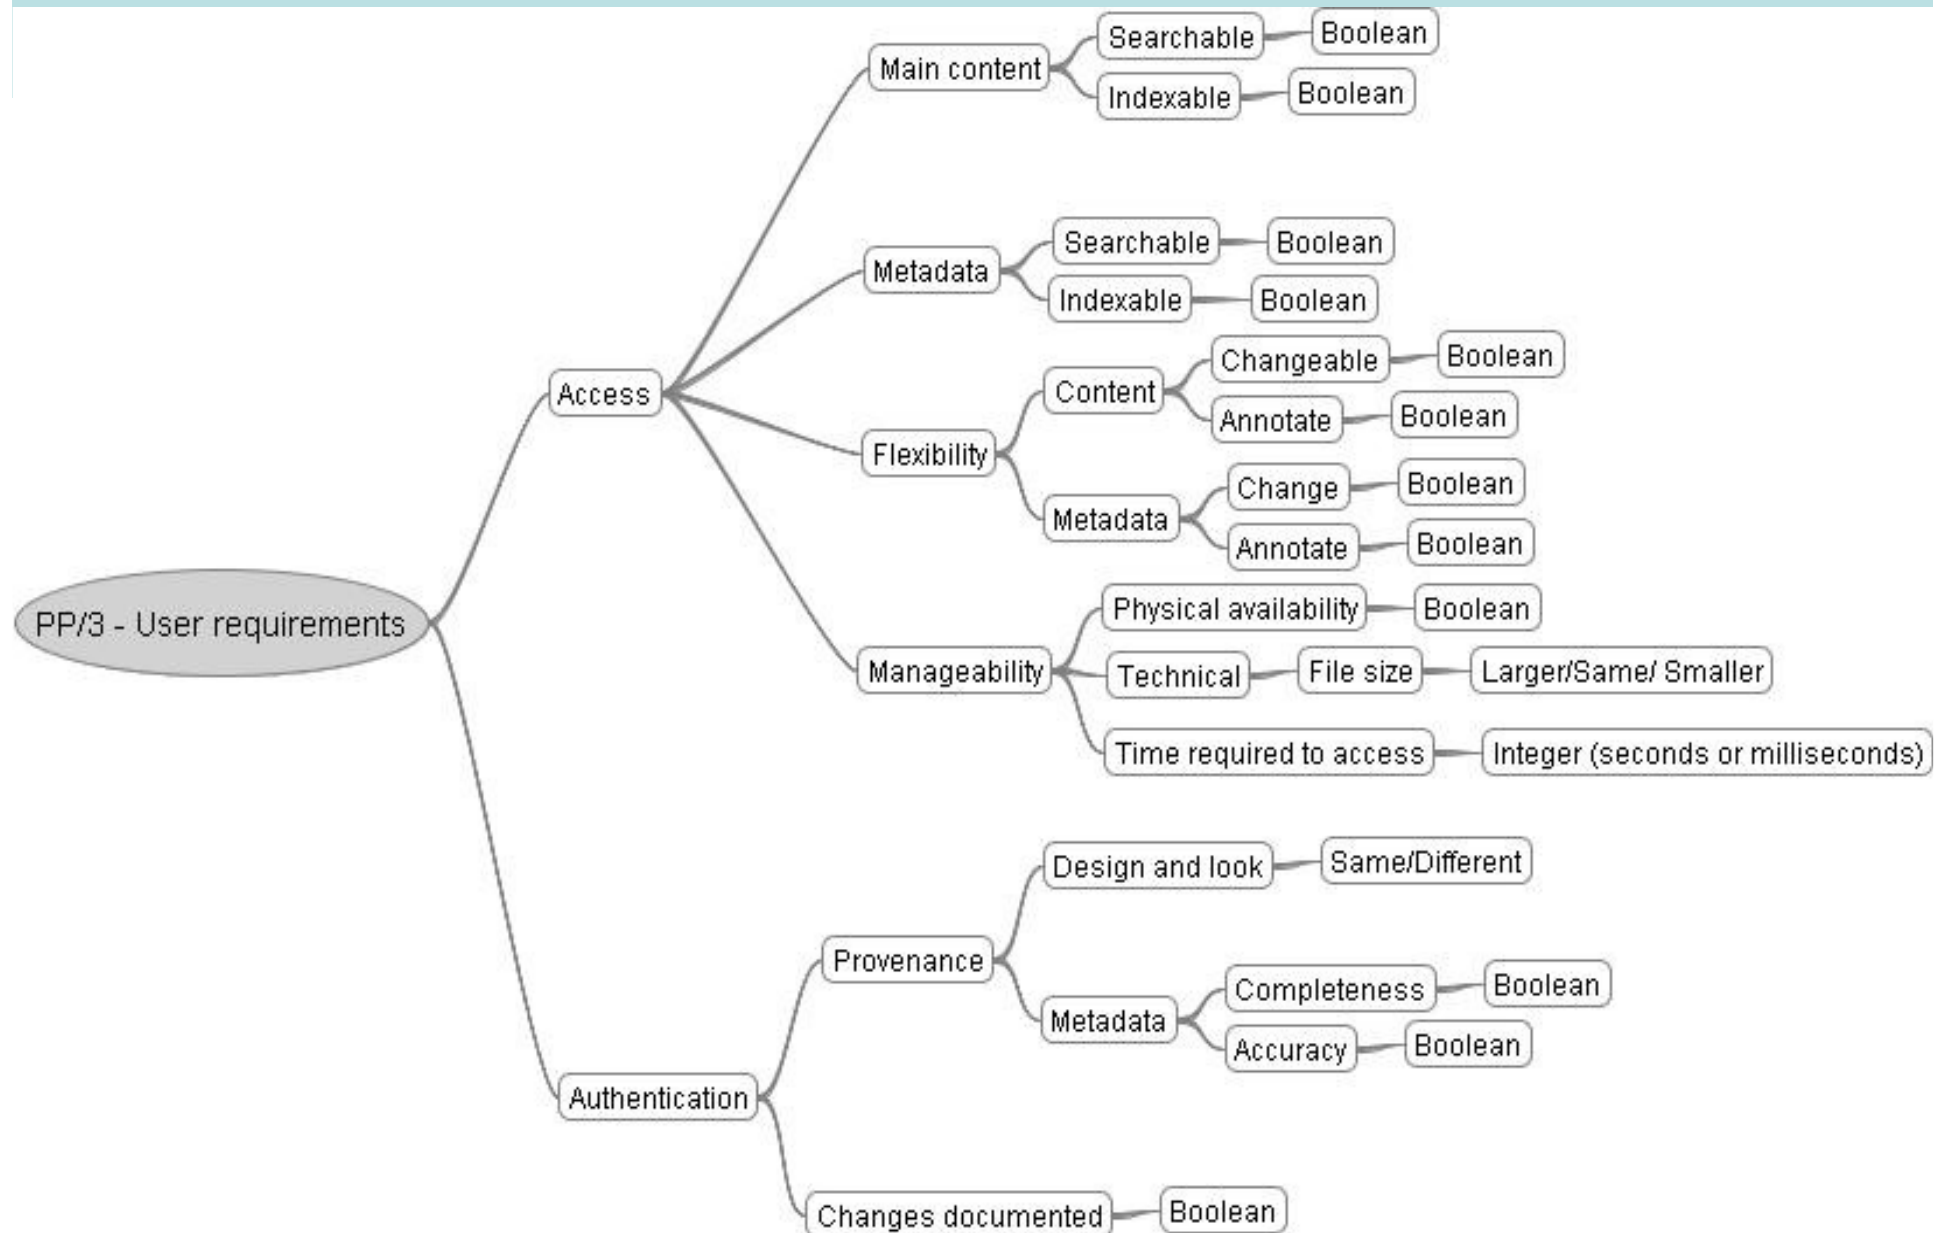 Searchable
Boolean
Main content
Indexable
Boolean
Searchable
Boolean
Metadata
Indexable
Boolean
Changeable
Boolean
Content
Annotate
Boolean
Access
Flexibility
Change
Boolean
Metadata
Annotate
Boolean
PP/3 - User requirements
Physical availability
Boolean
Manageability
Technical
File size
Larger/Same/ Smaller
Time required to access
Integer (seconds or milliseconds)
Design and look
Same/Different
Provenance
Completeness
Boolean
Metadata
Accuracy
Boolean
Authentication
Changes documented
Boolean